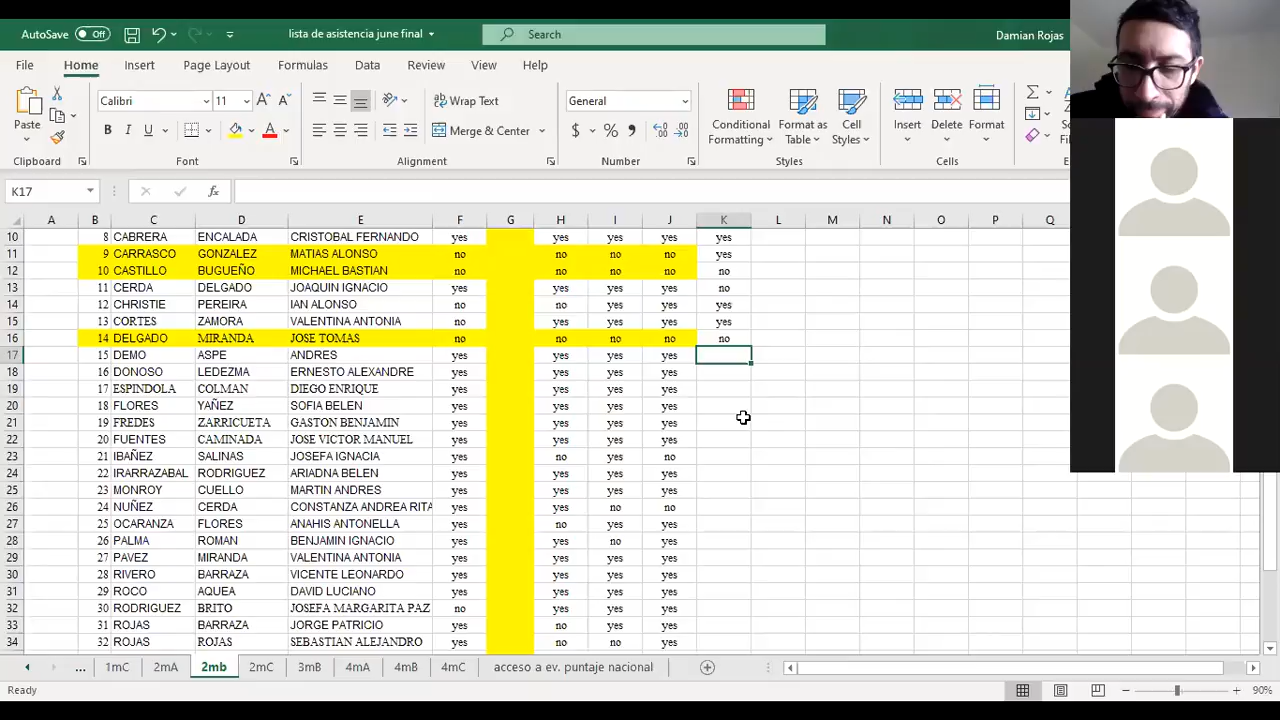 AutoSave Off lista de asistencia june final Search Damian Rojas
File Home Insert Page Layout Formulas Data Review View Help
Calibri 11 Wrap Text General
Paste B I U Merge & Center $ % Conditional Formatting Format as Table Cell Styles Insert Delete Format
Clipboard Font Alignment Number Styles Cells
K17
A B C D E F G H I J K L M N O P Q
10 8 CABRERA ENCALADA CRISTOBAL FERNANDO yes yes yes yes yes
11 9 CARRASCO GONZALEZ MATIAS ALONSO no no no no yes
12 10 CASTILLO BUGUEÑO MICHAEL BASTIAN no no no no no
13 11 CERDA DELGADO JOAQUIN IGNACIO yes yes yes yes no
14 12 CHRISTIE PEREIRA IAN ALONSO no no yes yes yes
15 13 CORTES ZAMORA VALENTINA ANTONIA no yes yes yes yes
16 14 DELGADO MIRANDA JOSE TOMAS no no no no no
17 15 DEMO ASPE ANDRES yes yes yes yes
18 16 DONOSO LEDEZMA ERNESTO ALEXANDRE yes yes yes yes
19 17 ESPINDOLA COLMAN DIEGO ENRIQUE yes yes yes yes
20 18 FLORES YAÑEZ SOFIA BELEN yes yes yes yes
21 19 FREDES ZARRICUETA GASTON BENJAMIN yes yes yes yes
22 20 FUENTES CAMINADA JOSE VICTOR MANUEL yes yes yes yes
23 21 IBAÑEZ SALINAS JOSEFA IGNACIA yes no yes no
24 22 IRARRAZABAL RODRIGUEZ ARIADNA BELEN yes yes yes yes
25 23 MONROY CUELLO MARTIN ANDRES yes yes yes yes
26 24 NUÑEZ CERDA CONSTANZA ANDREA RITA yes yes no no
27 25 OCARANZA FLORES ANAHIS ANTONELLA yes no yes yes
28 26 PALMA ROMAN BENJAMIN IGNACIO yes yes no yes
29 27 PAVEZ MIRANDA VALENTINA ANTONIA yes yes yes yes
30 28 RIVERO BARRAZA VICENTE LEONARDO yes yes yes yes
31 29 ROCO AQUEA DAVID LUCIANO yes yes yes yes
32 30 RODRIGUEZ BRITO JOSEFA MARGARITA PAZ no yes yes yes
33 31 ROJAS BARRAZA JORGE PATRICIO yes no yes yes
34 32 ROJAS ROJAS SEBASTIAN ALEJANDRO yes no no yes
... 1mC 2mA 2mb 2mC 3mB 4mA 4mB 4mC acceso a ev. puntaje nacional
Ready 90%